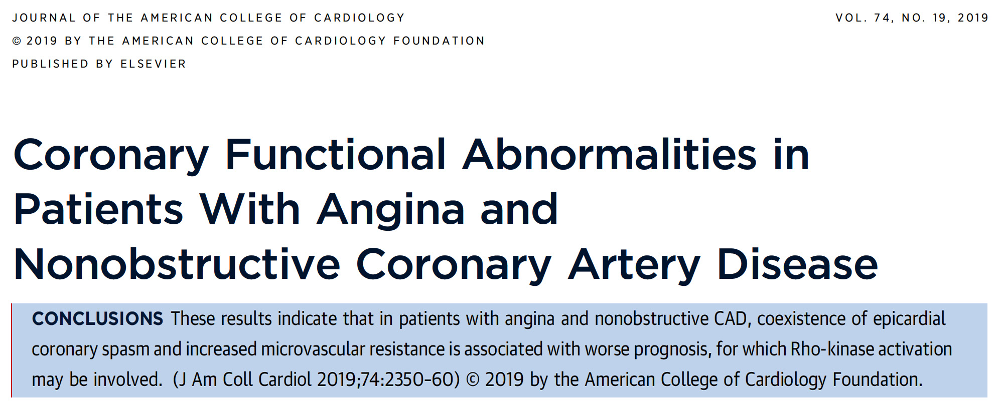 JOURNAL OF THE AMERICAN COLLEGE OF CARDIOLOGY
VOL. 74, NO. 19, 2019
© 2019 BY THE AMERICAN COLLEGE OF CARDIOLOGY FOUNDATION
PUBLISHED BY ELSEVIER
Coronary Functional Abnormalities in
Patients With Angina and
Nonobstructive Coronary Artery Disease
CONCLUSIONS These results indicate that in patients with angina and nonobstructive CAD, coexistence of epicardial
coronary spasm and increased microvascular resistance is associated with worse prognosis, for which Rho-kinase activation
may be involved. (J Am Coll Cardiol 2019;74:2350–60) © 2019 by the American College of Cardiology Foundation.